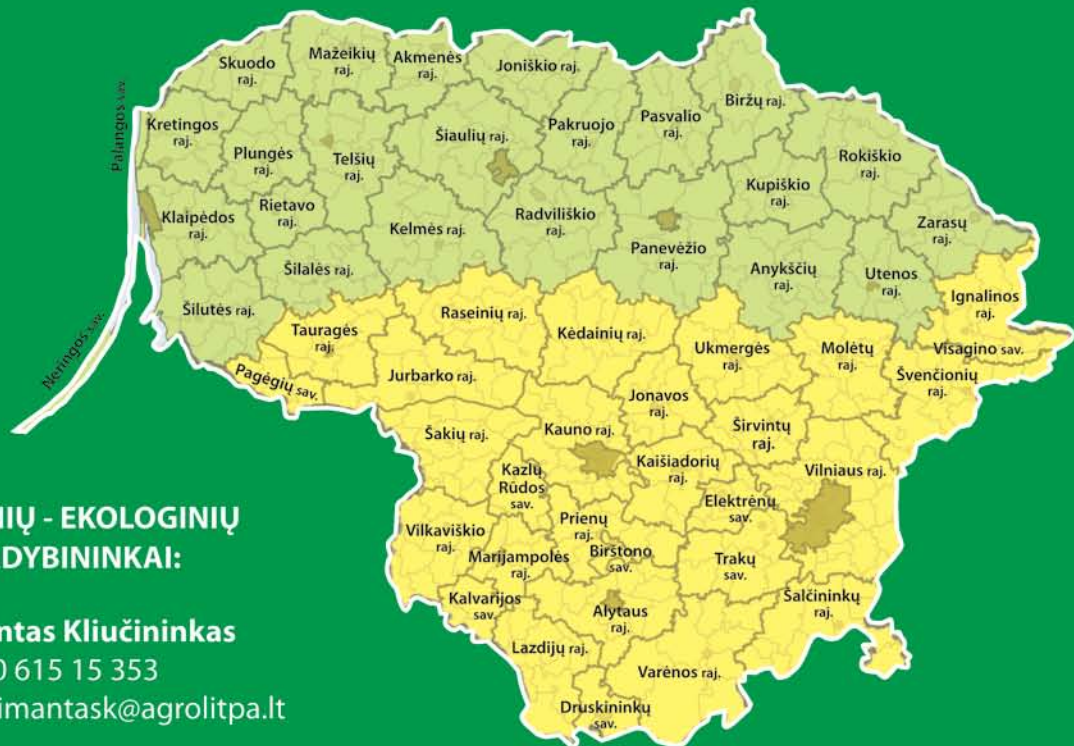 Skuodo
raj.
Mažeikių
raj.
Akmenės
raj.
Joniškio raj.
Palangos sav.
Kretingos
raj.
Plungės
raj.
Telšių
raj.
Šiaulių raj.
Pakruojo
raj.
Pasvalio
raj.
Biržų raj.
Rokiškio
raj.
Klaipėdos
raj.
Rietavo
raj.
Kelmės raj.
Radviliškio
raj.
Panevėžio
raj.
Kupiškio
raj.
Zarasų
raj.
Šilalės raj.
Anykščių
raj.
Utenos
raj.
Šilutės raj.
Neringos sav.
Tauragės
raj.
Raseinių raj.
Kėdainių raj.
Ukmergės
raj.
Molėtų
raj.
Ignalinos
raj.
Visagino sav.
Švenčionių
raj.
Pagėgių sav.
Jurbarko raj.
Jonavos
raj.
Širvintų
raj.
Šakių raj.
Kauno raj.
Kaišiadorių
raj.
Vilniaus raj.
Kazlų
Rūdos
sav.
Elektrėnų
sav.
Vilkaviškio
raj.
Prienų
raj.
Birštono
sav.
Marijampolės
raj.
Trakų
sav.
Kalvarijos
sav.
Alytaus
raj.
Šalčininkų
raj.
Lazdijų raj.
Varėnos raj.
Druskininkų
sav.
NIŲ - EKOLOGINIŲ
DYBININKAI:
ntas Kliučininkas
0 615 15 353
imantask@agrolitpa.lt